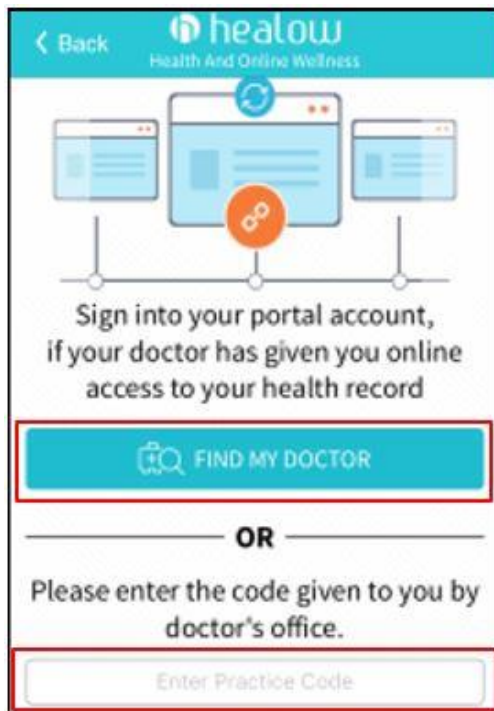 Back
healow
Health And Online Wellness
Sign into your portal account,
if your doctor has given you online
access to your health record
FIND MY DOCTOR
OR
Please enter the code given to you by
doctor's office.
Enter Practice Code